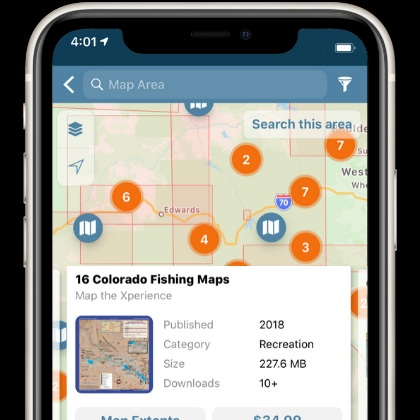 4:01
Map Area
Search this area
7
2
West
7
70
6
Edwards
4
3
16 Colorado Fishing Maps
Map the Xperience
Published 2018
Category Recreation
Size 227.6 MB
Downloads 10+
Map Extents $34.99